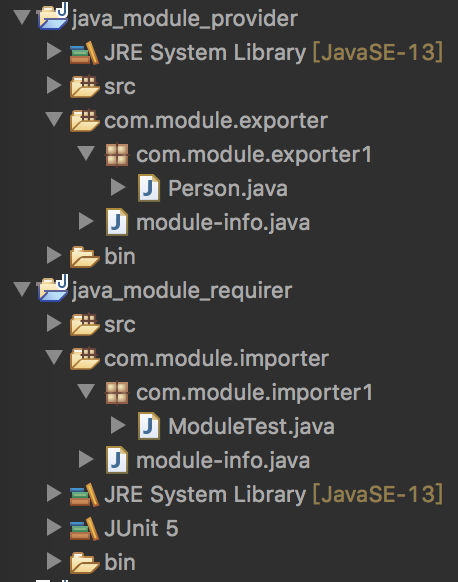 java_module_provider
JRE System Library [JavaSE-13]
src
com.module.exporter
com.module.exporter1
Person.java
module-info.java
bin
java_module_requirer
src
com.module.importer
com.module.importer1
ModuleTest.java
module-info.java
JRE System Library [JavaSE-13]
JUnit 5
bin